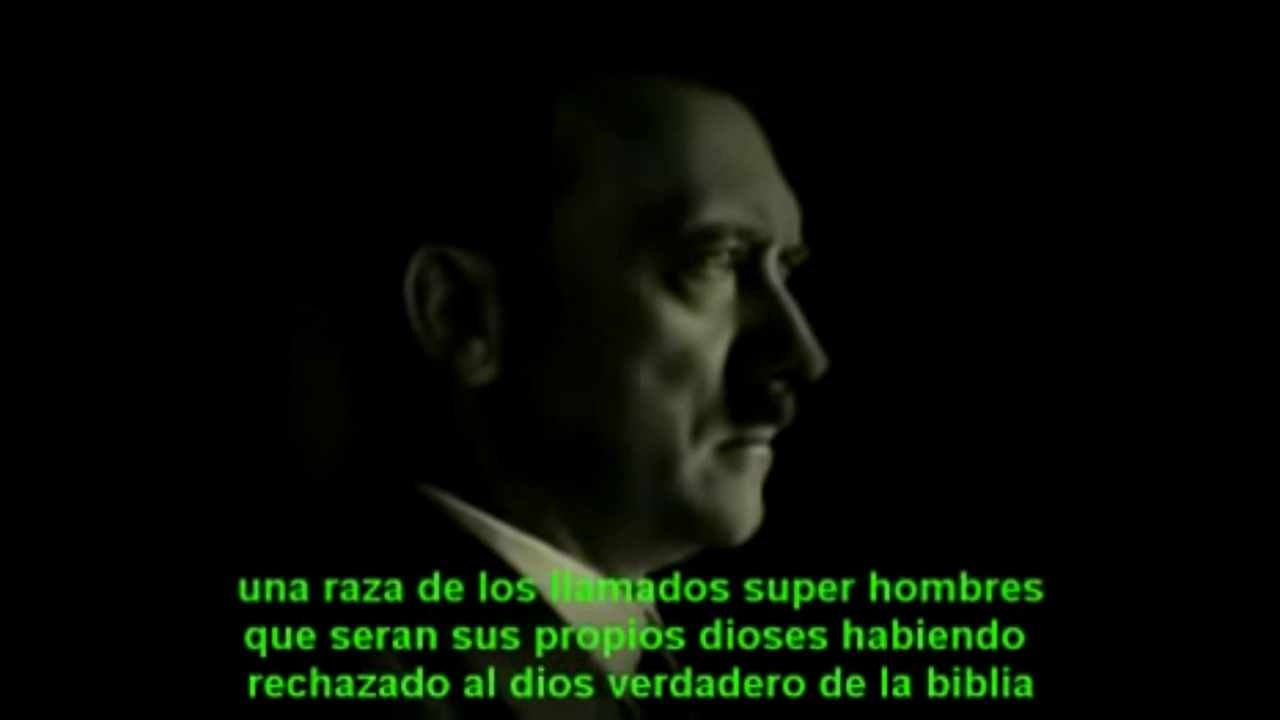 una raza de los llamados super hombres
que seran sus propios dioses habiendo
rechazado al dios verdadero de la biblia